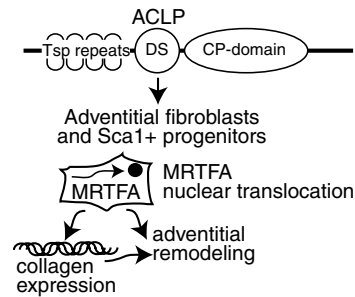 ACLP
Tsp repeats DS CP-domain
Adventitial fibroblasts
and Sca1+ progenitors
MRTFA
nuclear translocation
MRTFA
adventitial
remodeling
collagen
expression